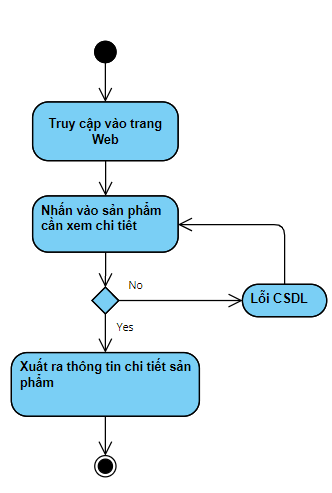 Truy cập vào trang
Web
Nhấn vào sản phẩm
cần xem chi tiết
No
Lỗi CSDL
Yes
Xuất ra thông tin chi tiết sản
phẩm